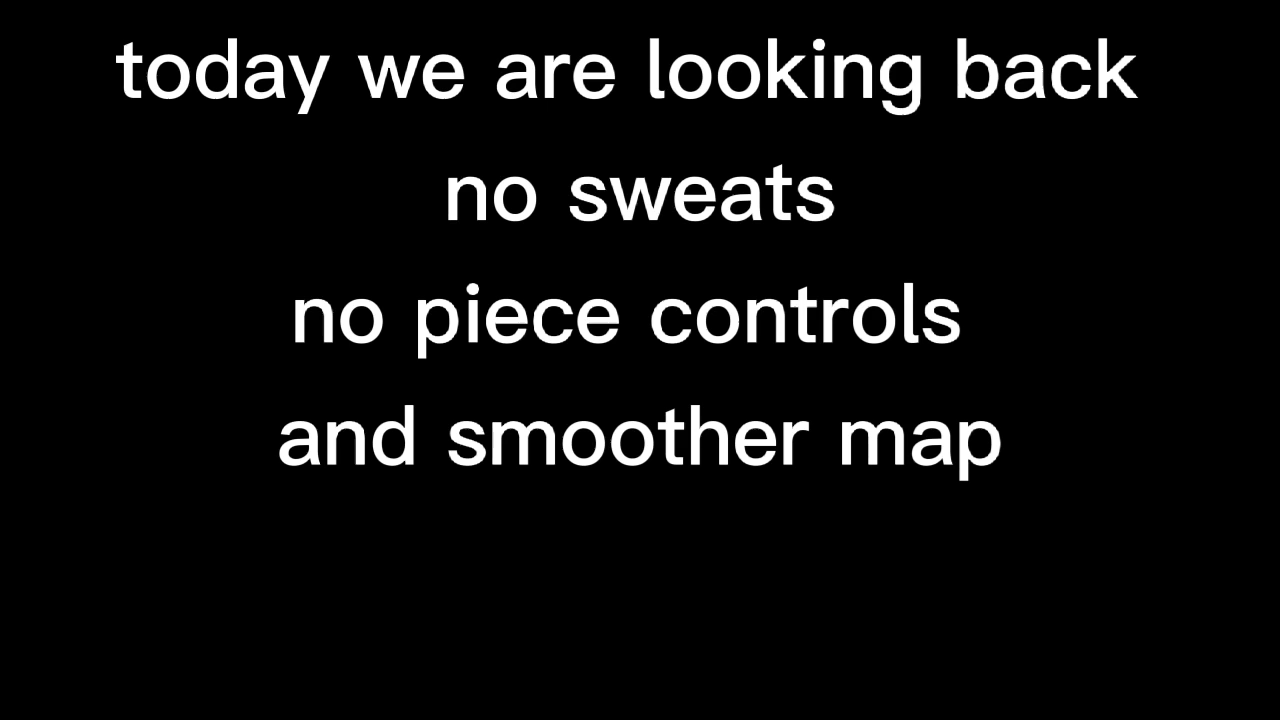 today we are looking back
no sweats
no piece controls
and smoother map